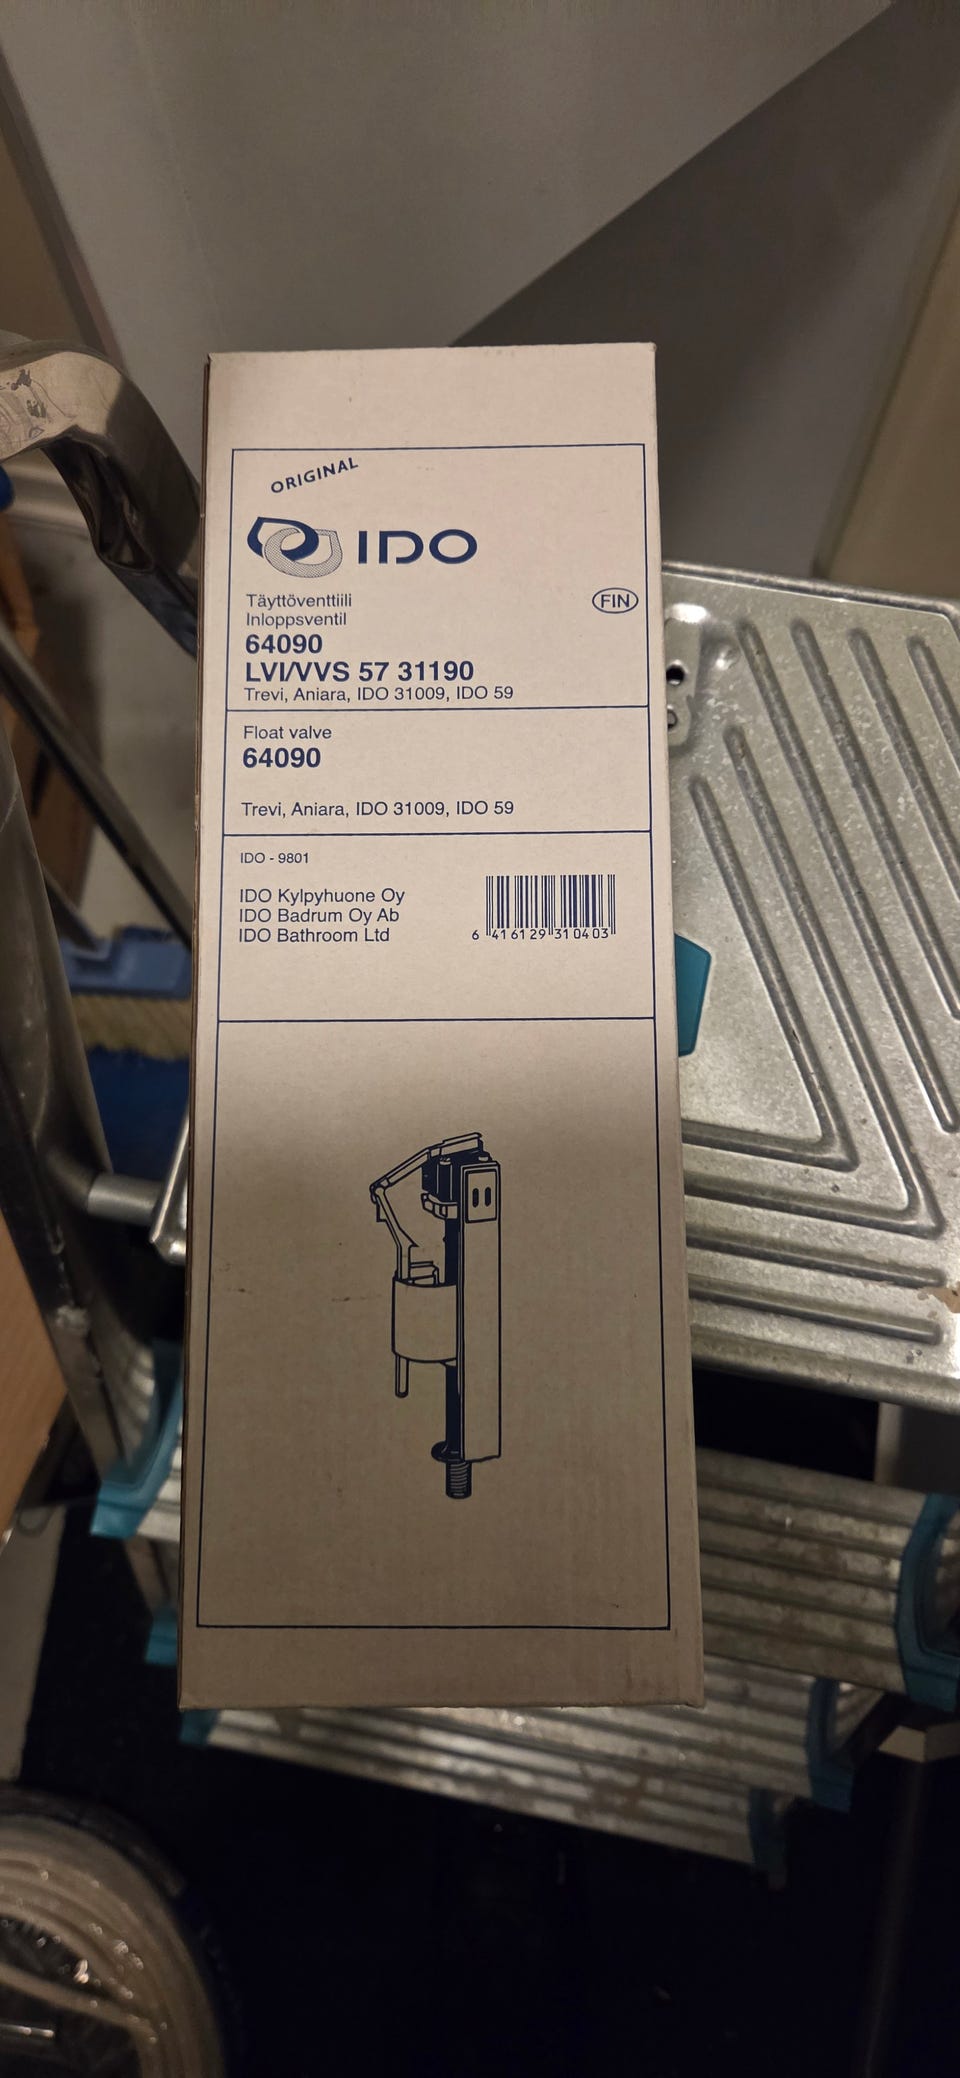 ORIGINAL
IDO
Täyttöventtiili
Inloppsventil
FIN
64090
LVI/VVS 57 31190
Trevi, Aniara, IDO 31009, IDO 59
Float valve
64090
Trevi, Aniara, IDO 31009, IDO 59
IDO - 9801
IDO Kylpyhuone Oy
IDO Badrum Oy Ab
IDO Bathroom Ltd
6 416129 310403